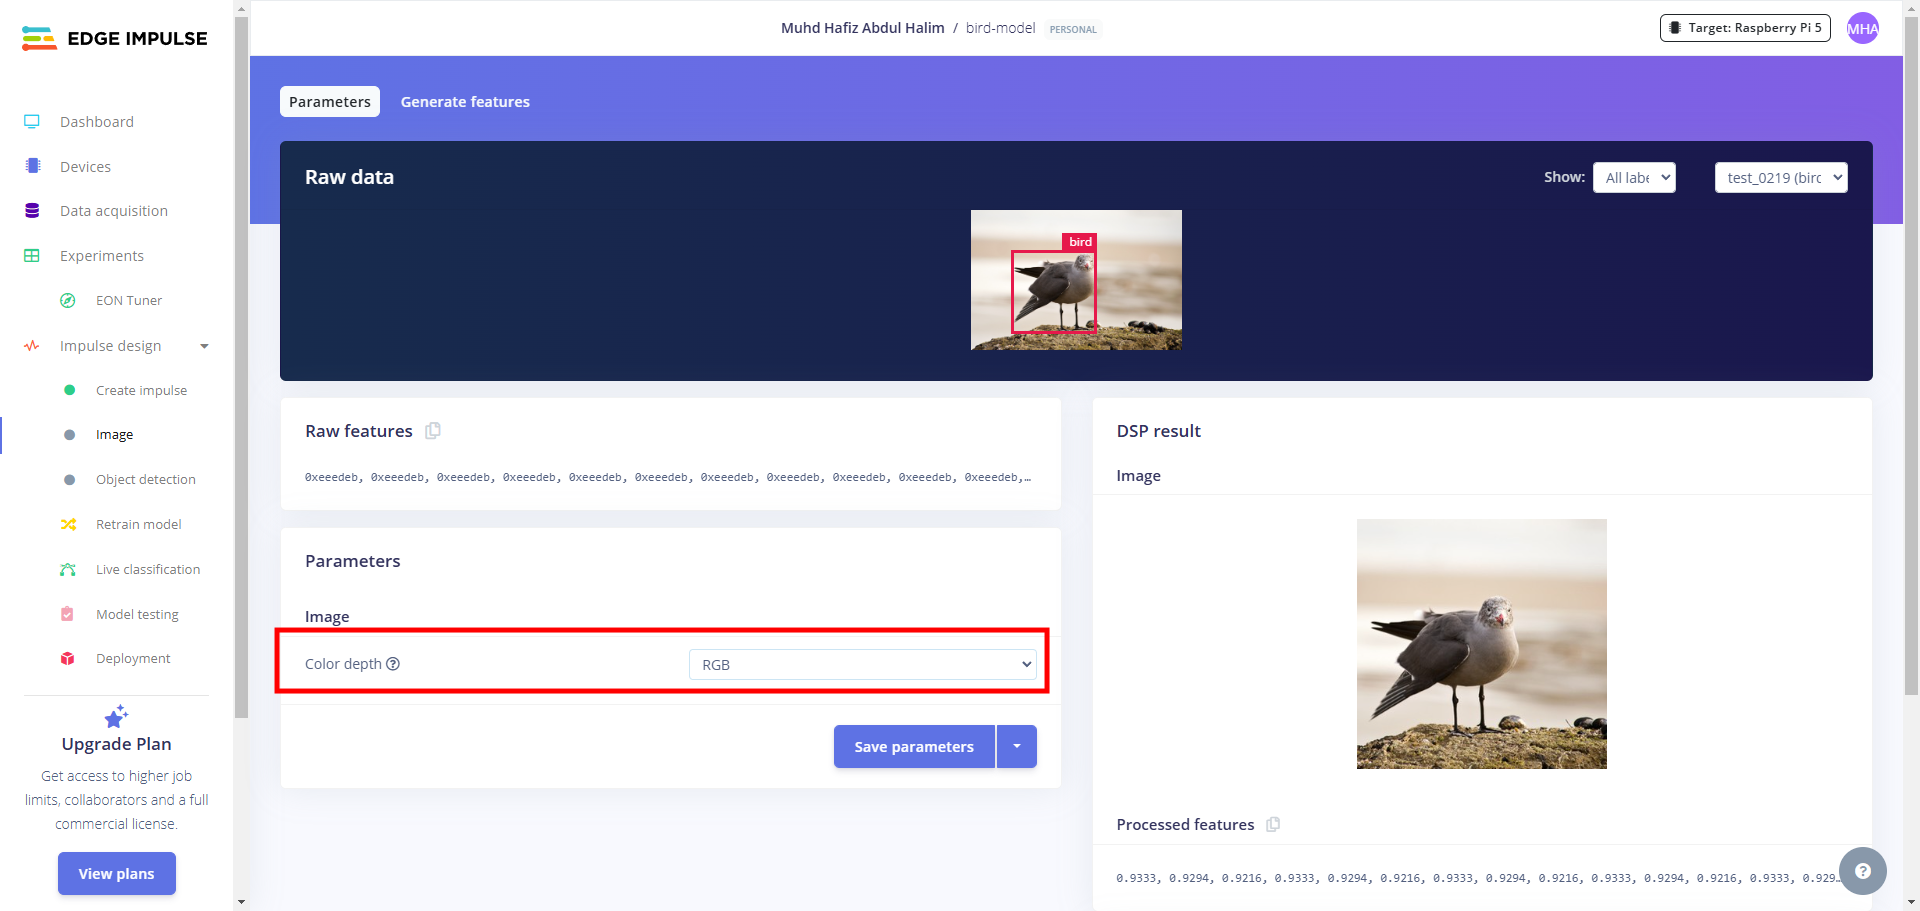 EDGE IMPULSE
Muhd Hafiz Abdul Halim / bird-model PERSONAL
Target: Raspberry Pi 5
MHA
Dashboard
Devices
Data acquisition
Experiments
EON Tuner
Impulse design
Create impulse
Image
Object detection
Retrain model
Live classification
Model testing
Deployment
Upgrade Plan
Get access to higher job
limits, collaborators and a full
commercial license.
View plans
Parameters Generate features
Raw data
Show: All labe test_0219 (birc
bird
Raw features
0xeeedeb, 0xeeedeb, 0xeeedeb, 0xeeedeb, 0xeeedeb, 0xeeedeb, 0xeeedeb, 0xeeedeb, 0xeeedeb, 0xeeedeb, 0xeeedeb,…
Parameters
Image
Color depth ? RGB
Save parameters
DSP result
Image
Processed features
0.9333, 0.9294, 0.9216, 0.9333, 0.9294, 0.9216, 0.9333, 0.9294, 0.9216, 0.9333, 0.9294, 0.9216, 0.9333, 0.929…
?